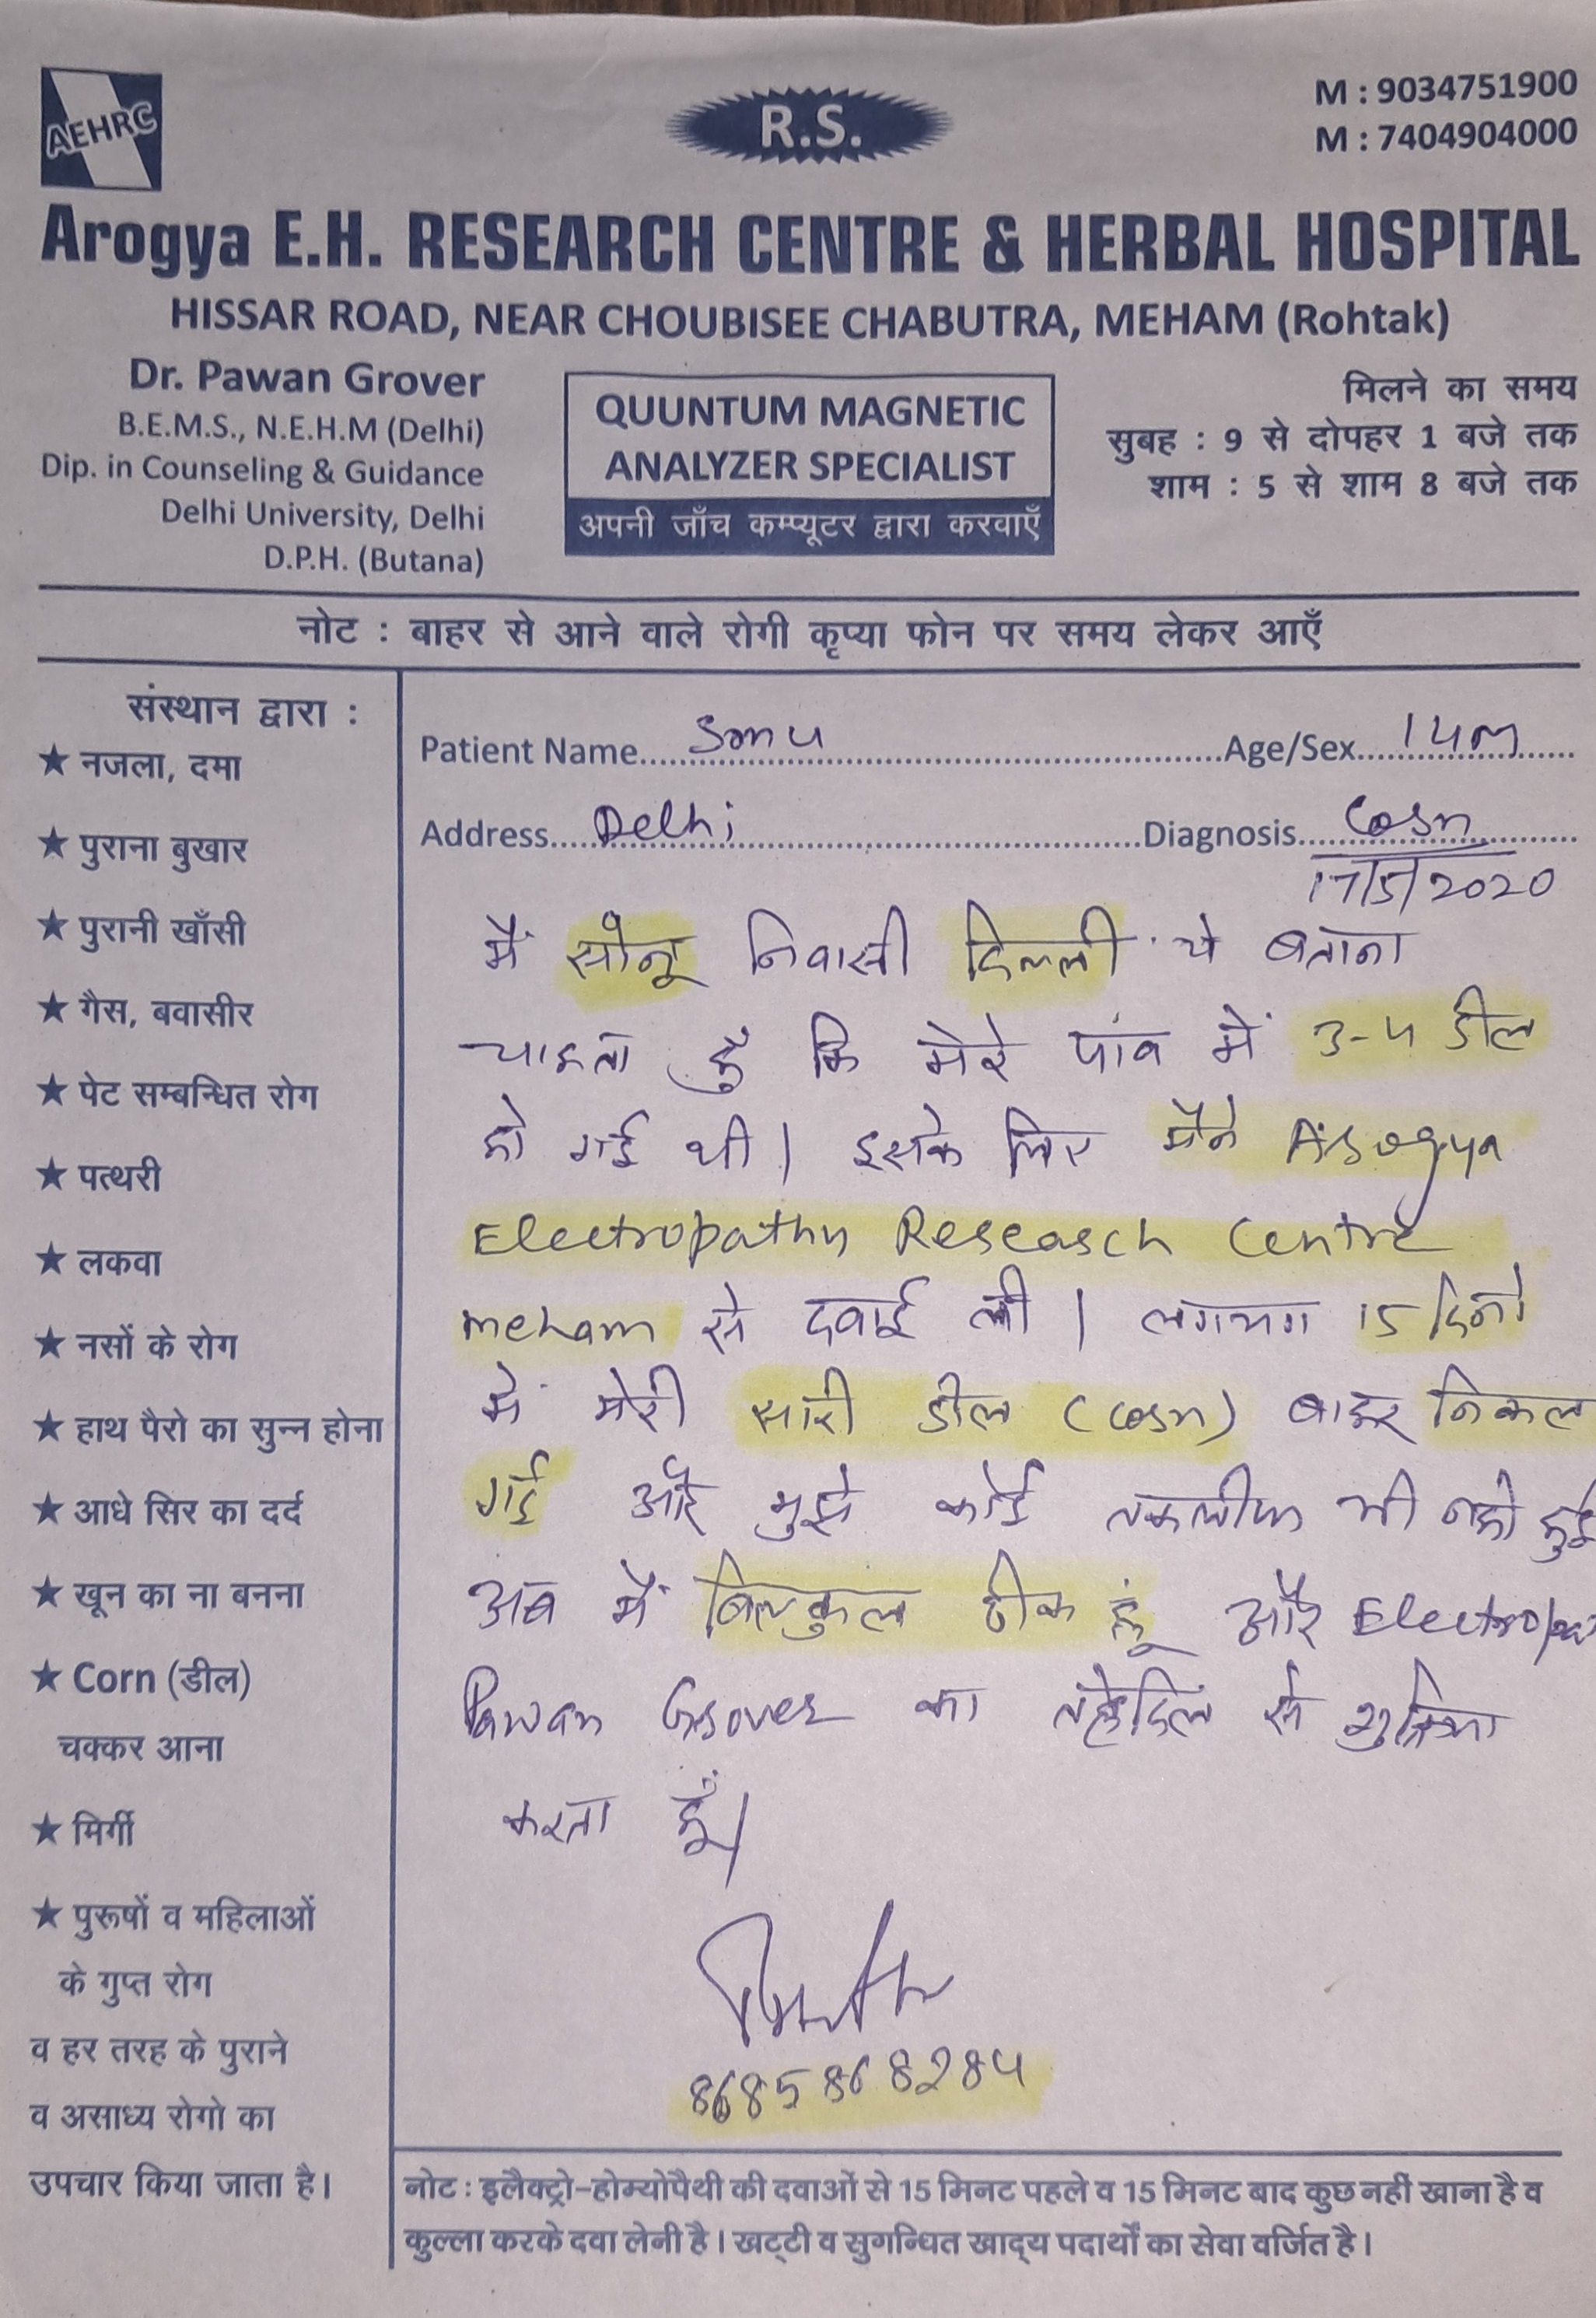 AEHRC
R.S.
M : 9034751900
M : 7404904000
Arogya E.H. RESEARCH CENTRE & HERBAL HOSPITAL
HISSAR ROAD, NEAR CHOUBISEE CHABUTRA, MEHAM (Rohtak)
Dr. Pawan Grover
B.E.M.S., N.E.H.M (Delhi)
Dip. in Counseling & Guidance
Delhi University, Delhi
D.P.H. (Butana)
QUUNTUM MAGNETIC
ANALYZER SPECIALIST
अपनी जाँच कम्प्यूटर द्वारा करवाएँ
मिलने का समय
सुबह : 9 से दोपहर 1 बजे तक
शाम : 5 से शाम 8 बजे तक
नोट : बाहर से आने वाले रोगी कृप्या फोन पर समय लेकर आएँ
संस्थान द्वारा :
★ नजला, दमा
★ पुराना बुखार
★ पुरानी खाँसी
★ गैस, बवासीर
★ पेट सम्बन्धित रोग
★ पत्थरी
★ लकवा
★ नसों के रोग
★ हाथ पैरो का सुन्न होना
★ आधे सिर का दर्द
★ खून का ना बनना
★ Corn (डील)
चक्कर आना
★ मिर्गी
★ पुरूषों व महिलाओं
के गुप्त रोग
व हर तरह के पुराने
व असाध्य रोगो का
उपचार किया जाता है।
Patient Name Sonu Age/Sex 14m
Address Delhi Diagnosis Corn
17/5/2020
मैं सोनू निवासी दिल्ली ये बताना
चाहता हुँ कि मेरे पांव में 3-4 डील
हो गई थी। इसके लिए मैने Arogya
Electropathy Research Centre
meham से दवाई ली। लगभग 15 दिनो
में मेरी सारी डील (Corn) बाहर निकल
गई और मुझे कोई तकलीफ भी नही हुई
अब मैं बिल्कुल ठीक हूं और
Pawan Grover का तहेदिल से शुक्रिया
करता हूँ।
8685868284
नोट : इलैक्ट्रो-होम्योपैथी की दवाओं से 15 मिनट पहले व 15 मिनट बाद कुछ नहीं खाना है व
कुल्ला करके दवा लेनी है। खट्टी व सुगन्धित खाद्य पदार्थों का सेवा वर्जित है।